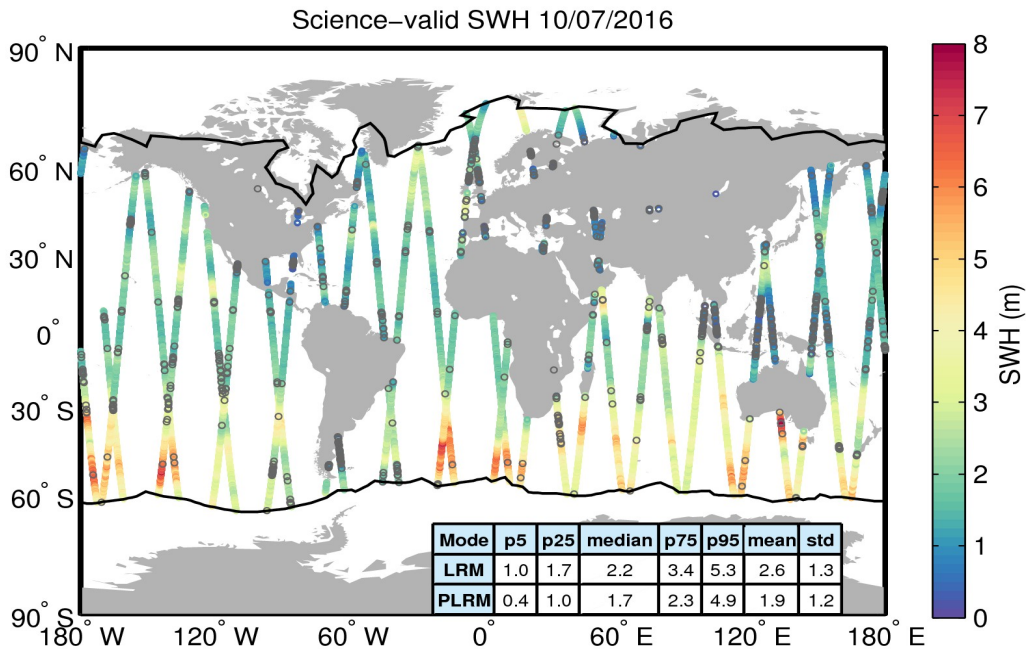 Science−valid SWH 10/07/2016
90° N
60° N
30° N
0°
30° S
60° S
90° S
180° W
120° W
60° W
0°
60° E
120° E
180° E
8
7
6
5
4
3
2
1
0
SWH (m)
Mode p5 p25 median p75 p95 mean std
LRM 1.0 1.7 2.2 3.4 5.3 2.6 1.3
PLRM 0.4 1.0 1.7 2.3 4.9 1.9 1.2